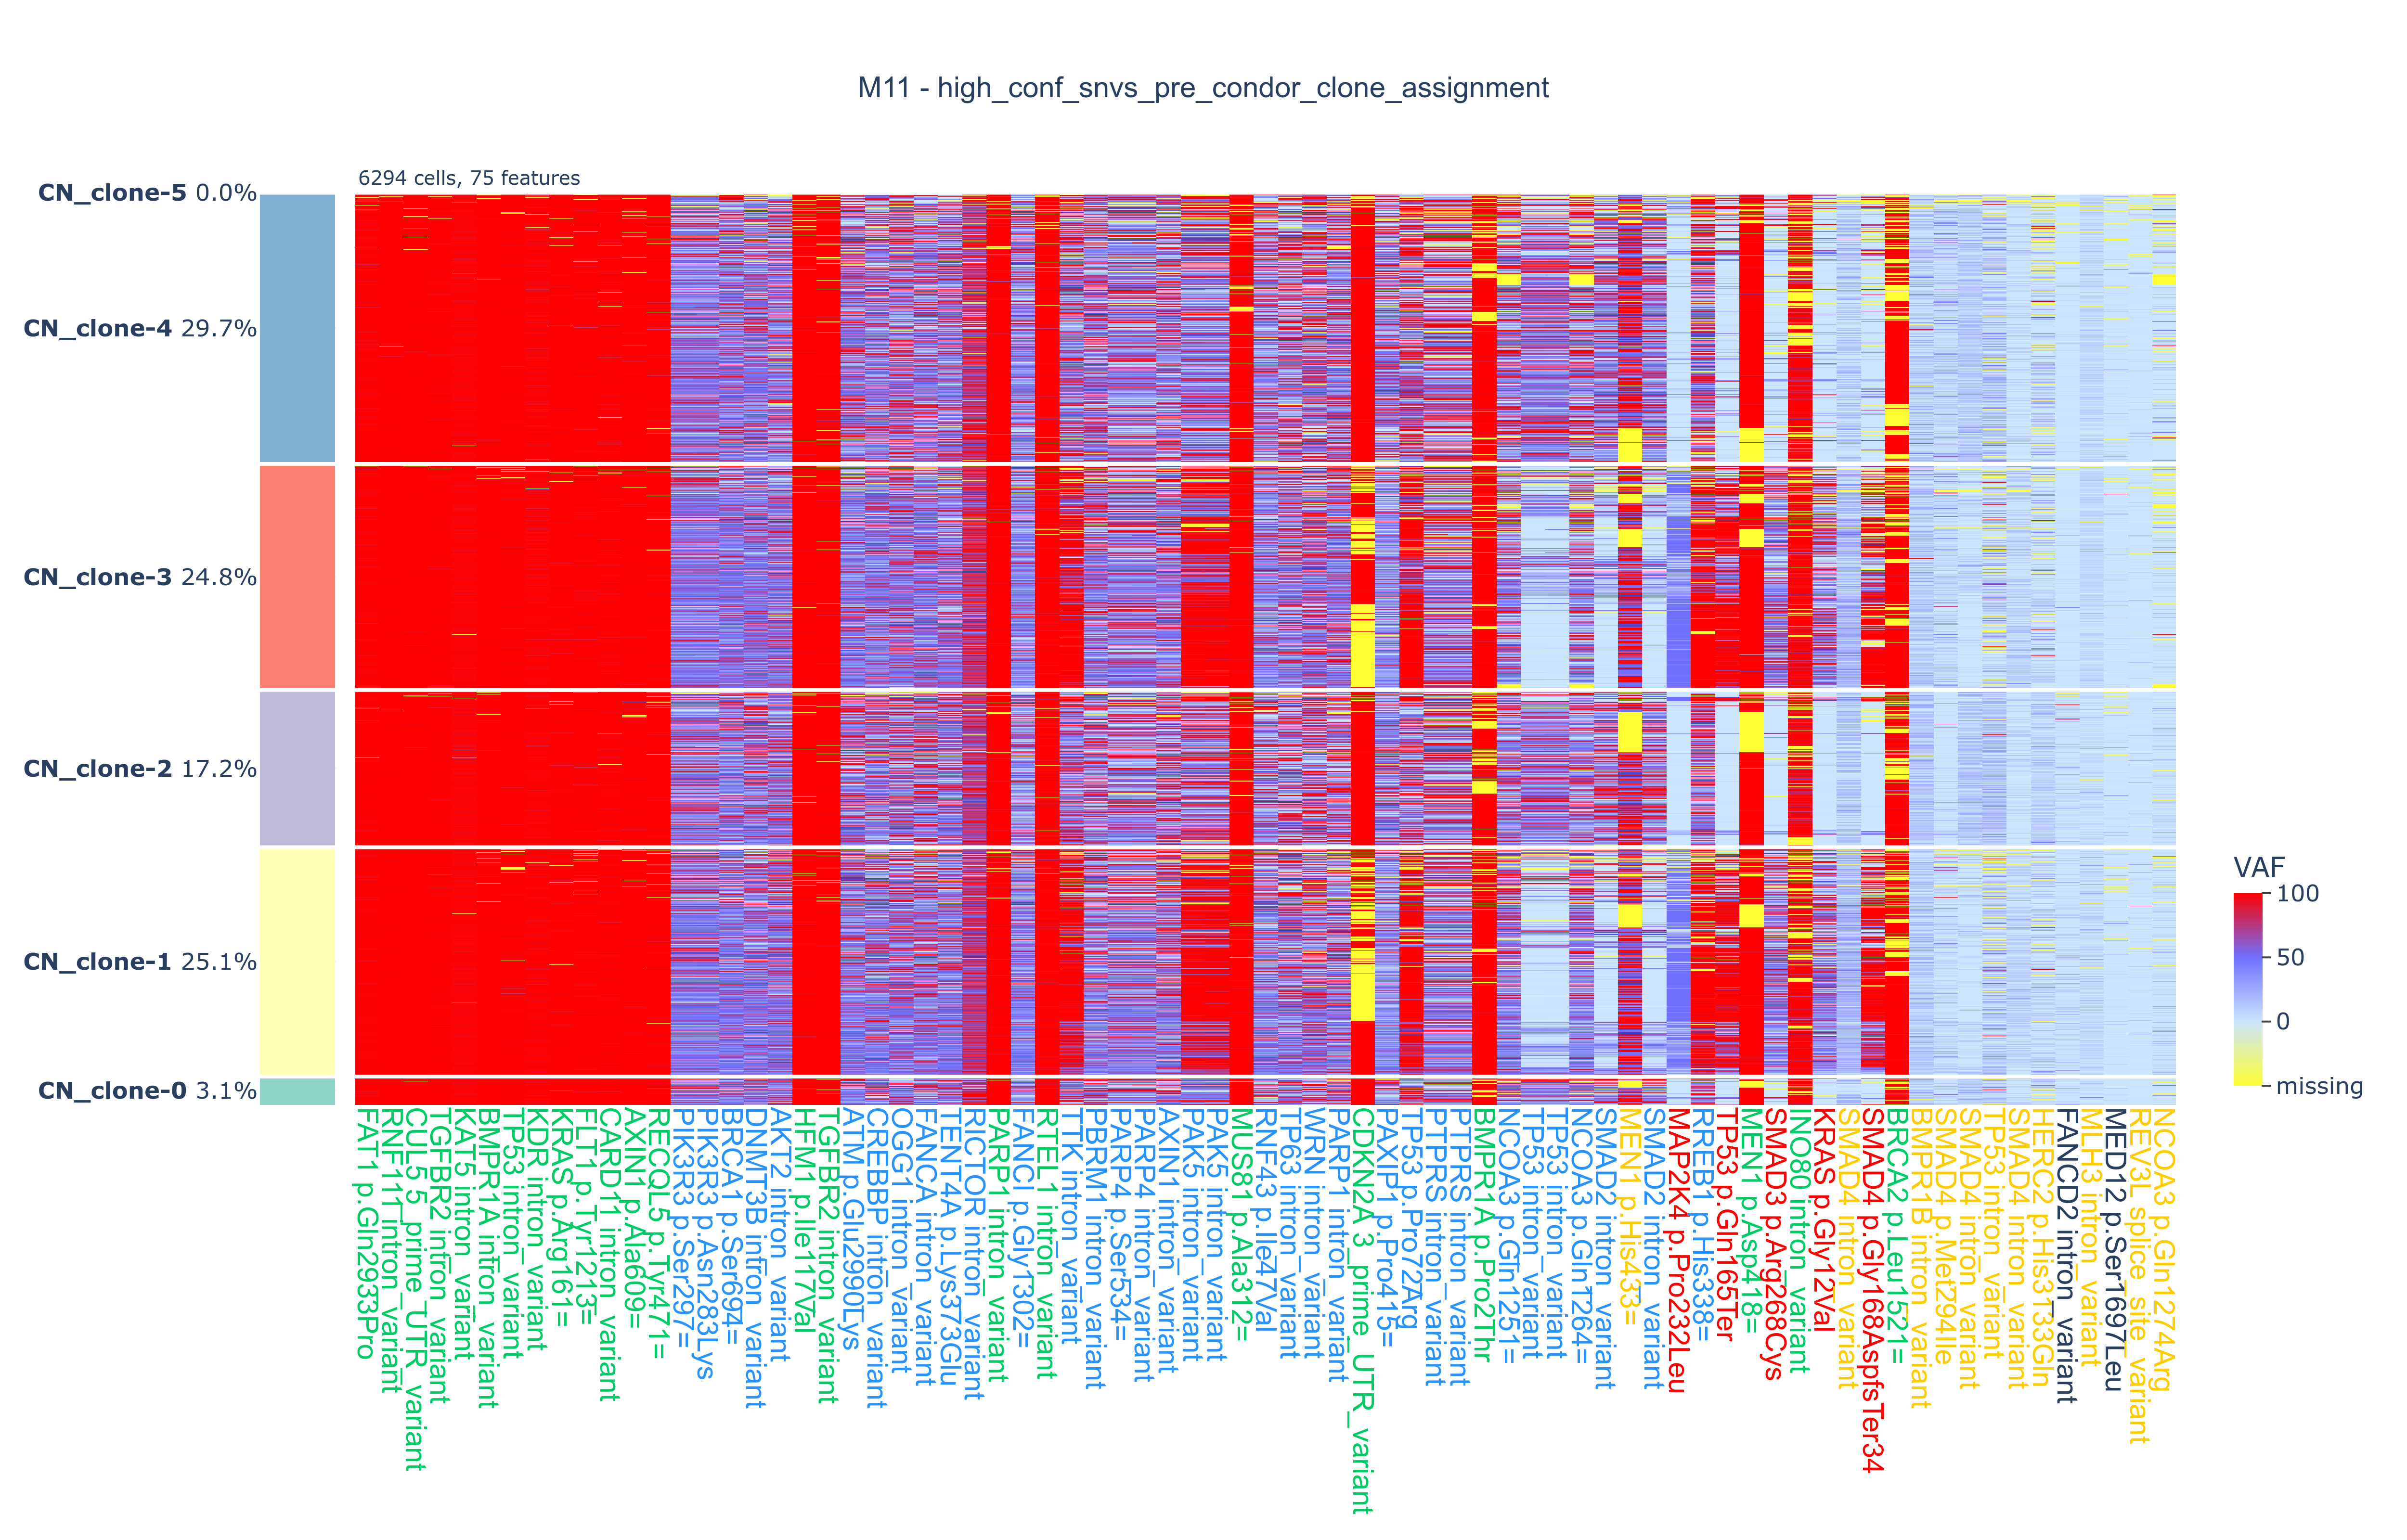 M11 - high_conf_snvs_pre_condor_clone_assignment
6294 cells, 75 features
CN_clone-5 0.0%
CN_clone-4 29.7%
CN_clone-3 24.8%
CN_clone-2 17.2%
CN_clone-1 25.1%
CN_clone-0 3.1%
VAF
100
50
0
missing
FAT1 p.Gln2933Pro
RNF111 intron_variant
CUL5 5_prime_UTR_variant
TGFBR2 intron_variant
KAT5 intron_variant
BMPR1A intron_variant
TP53 intron_variant
KDR intron_variant
KRAS p.Arg161=
FLT1 p.Tyr1213=
CARD11 intron_variant
AXIN1 p.Ala609=
RECQL5 p.Tyr471=
PIK3R3 p.Ser297=
PIK3R3 p.Asn283Lys
BRCA1 p.Ser694=
DNMT3B intron_variant
AKT2 intron_variant
HFM1 p.Ile117Val
TGFBR2 intron_variant
ATM p.Glu2990Lys
CREBBP intron_variant
OGG1 intron_variant
FANCA intron_variant
TENT4A p.Lys373Glu
RICTOR intron_variant
PARP1 intron_variant
FANCI p.Gly1302=
RTEL1 intron_variant
TTK intron_variant
PBRM1 intron_variant
PARP4 p.Ser534=
PARP4 intron_variant
AXIN1 intron_variant
PAK5 intron_variant
PAK5 intron_variant
MUS81 p.Ala312=
RNF43 p.Ile47Val
TP63 intron_variant
WRN intron_variant
PARP1 intron_variant
CDKN2A 3_prime_UTR_variant
PAXIP1 p.Pro415=
TP53 p.Pro72Arg
PTPRS intron_variant
PTPRS intron_variant
BMPR1A p.Pro2Thr
NCOA3 p.Gln1251=
TP53 intron_variant
TP53 intron_variant
NCOA3 p.Gln1264=
SMAD2 intron_variant
MEN1 p.His433=
SMAD2 intron_variant
MAP2K4 p.Pro232Leu
RREB1 p.His338=
TP53 p.Gln165Ter
MEN1 p.Asp418=
SMAD3 p.Arg268Cys
INO80 intron_variant
KRAS p.Gly12Val
SMAD4 intron_variant
SMAD4 p.Gly168AspfsTer34
BRCA2 p.Leu1521=
BMPR1B intron_variant
SMAD4 p.Met294Ile
SMAD4 intron_variant
TP53 intron_variant
SMAD4 intron_variant
HERC2 p.His3133Gln
FANCD2 intron_variant
MLH3 intron_variant
MED12 p.Ser1697Leu
REV3L splice_site_variant
NCOA3 p.Gln1274Arg